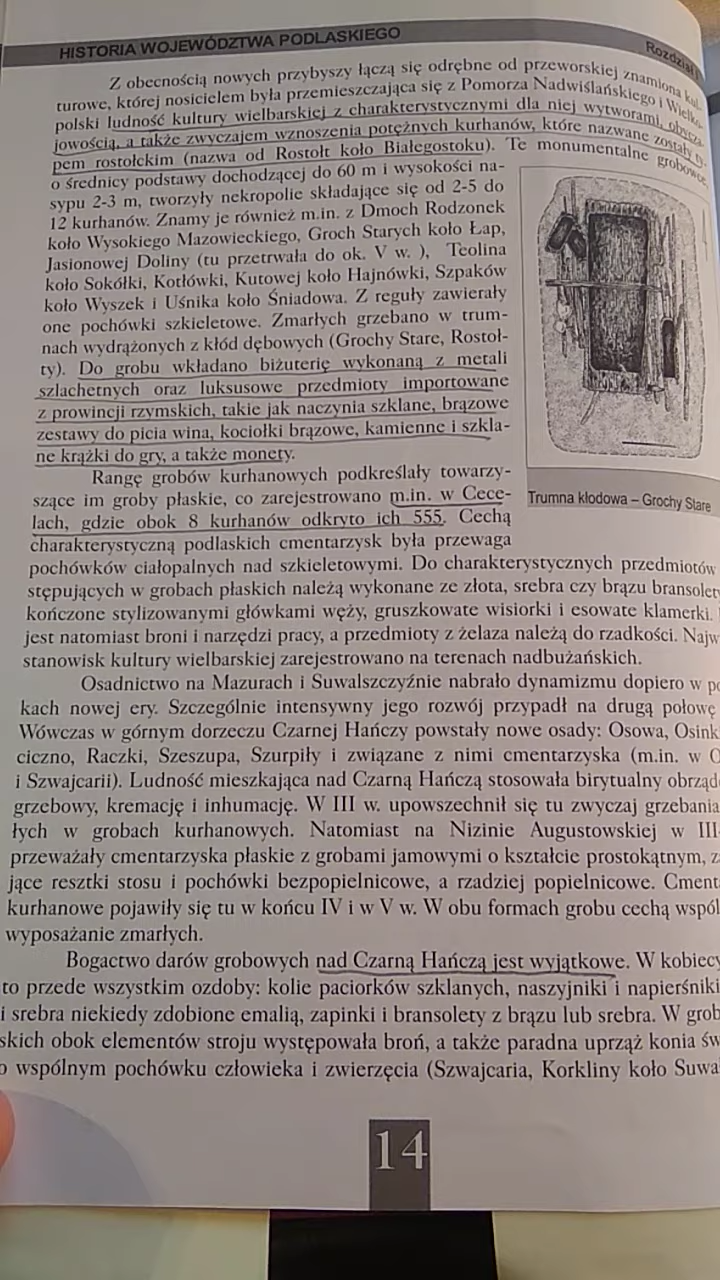 HISTORIA WOJEWÓDZTWA PODLASKIEGO
Rozdział
Z obecnością nowych przybyszy łączą się odrębne od przeworskiej znamiona kul-
turowe, której nosicielem była przemieszczająca się z Pomorza Nadwiślańskiego i Wielko-
polski ludność kultury wielbarskiej z charakterystycznymi dla niej wytworami, obycza-
jowością, a także zwyczajem wznoszenia potężnych kurhanów, które nazwane zostały ty-
pem rostołckim (nazwa od Rostołt koło Białegostoku). Te monumentalne grobowce,
o średnicy podstawy dochodzącej do 60 m i wysokości na-
sypu 2-3 m, tworzyły nekropolie składające się od 2-5 do
12 kurhanów. Znamy je również m.in. z Dmoch Rodzonek
koło Wysokiego Mazowieckiego, Groch Starych koło Łap,
Jasionowej Doliny (tu przetrwała do ok. V w. ), Teolina
koło Sokółki, Kotłówki, Kutowej koło Hajnówki, Szpaków
koło Wyszek i Uśnika koło Śniadowa. Z reguły zawierały
one pochówki szkieletowe. Zmarłych grzebano w trum-
nach wydrążonych z kłód dębowych (Grochy Stare, Rostoł-
ty). Do grobu wkładano biżuterię wykonaną z metali
szlachetnych oraz luksusowe przedmioty importowane
z prowincji rzymskich, takie jak naczynia szklane, brązowe
zestawy do picia wina, kociołki brązowe, kamienne i szkla-
ne krążki do gry, a także monety.
Rangę grobów kurhanowych podkreślały towarzy-
szące im groby płaskie, co zarejestrowano m.in. w Cece-
lach, gdzie obok 8 kurhanów odkryto ich 555. Cechą
charakterystyczną podlaskich cmentarzysk była przewaga
Trumna kłodowa – Grochy Stare
pochówków ciałopalnych nad szkieletowymi. Do charakterystycznych przedmiotów
stępujących w grobach płaskich należą wykonane ze złota, srebra czy brązu bransolet
kończone stylizowanymi główkami węży, gruszkowate wisiorki i esowate klamerki.
jest natomiast broni i narzędzi pracy, a przedmioty z żelaza należą do rzadkości. Najw
stanowisk kultury wielbarskiej zarejestrowano na terenach nadbużańskich.
Osadnictwo na Mazurach i Suwalszczyźnie nabrało dynamizmu dopiero w po
kach nowej ery. Szczególnie intensywny jego rozwój przypadł na drugą połowę
Wówczas w górnym dorzeczu Czarnej Hańczy powstały nowe osady: Osowa, Osink
ciczno, Raczki, Szeszupa, Szurpiły i związane z nimi cmentarzyska (m.in. w O
i Szwajcarii). Ludność mieszkająca nad Czarną Hańczą stosowała birytualny obrząd
grzebowy, kremację i inhumację. W III w. upowszechnił się tu zwyczaj grzebania
łych w grobach kurhanowych. Natomiast na Nizinie Augustowskiej w III
przeważały cmentarzyska płaskie z grobami jamowymi o kształcie prostokątnym, z
jące resztki stosu i pochówki bezpopielnicowe, a rzadziej popielnicowe. Cment
kurhanowe pojawiły się tu w końcu IV i w V w. W obu formach grobu cechą wspól
wyposażanie zmarłych.
Bogactwo darów grobowych nad Czarną Hańczą jest wyjątkowe. W kobiecy
to przede wszystkim ozdoby: kolie paciorków szklanych, naszyjniki i napierśniki
i srebra niekiedy zdobione emalią, zapinki i bransolety z brązu lub srebra. W grob
skich obok elementów stroju występowała broń, a także paradna uprząż konia św
o wspólnym pochówku człowieka i zwierzęcia (Szwajcaria, Korkliny koło Suwa
14